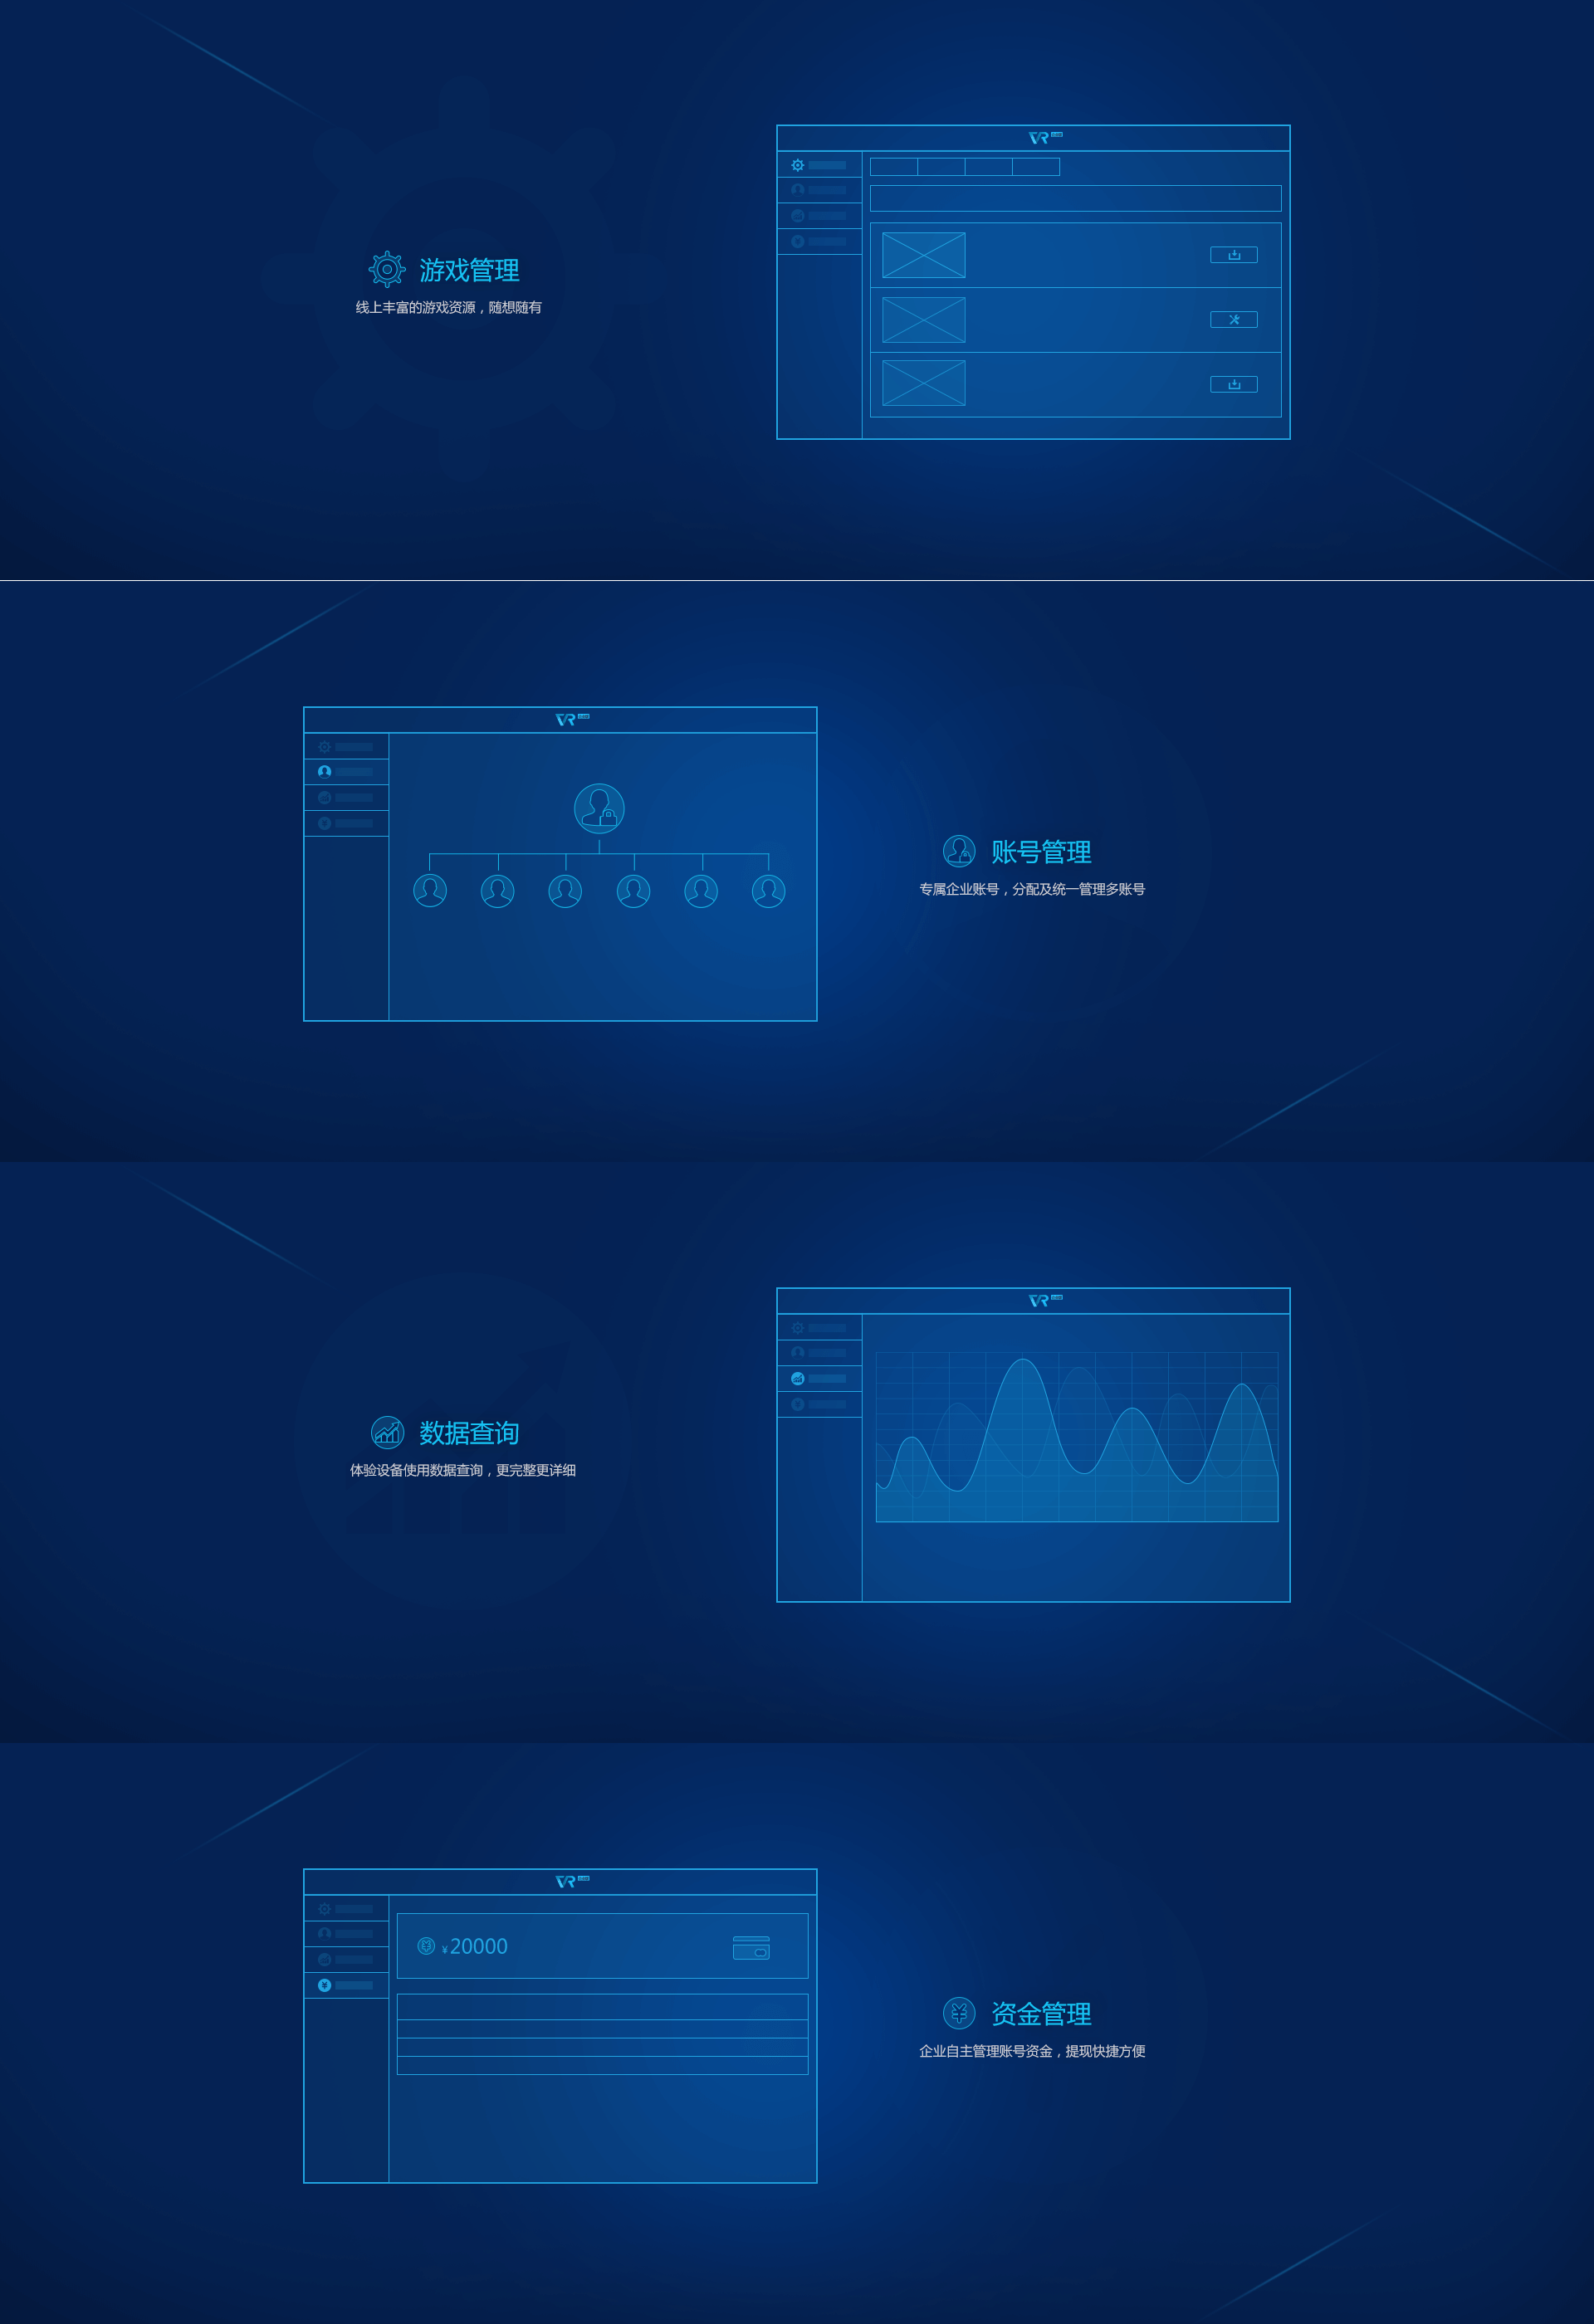 VR
游戏管理
线上丰富的游戏资源，随想随有
VR
账号管理
专属企业账号，分配及统一管理多账号
VR
数据查询
体验设备使用数据查询，更完整更详细
VR
¥20000
资金管理
企业自主管理账号资金，提现快捷方便